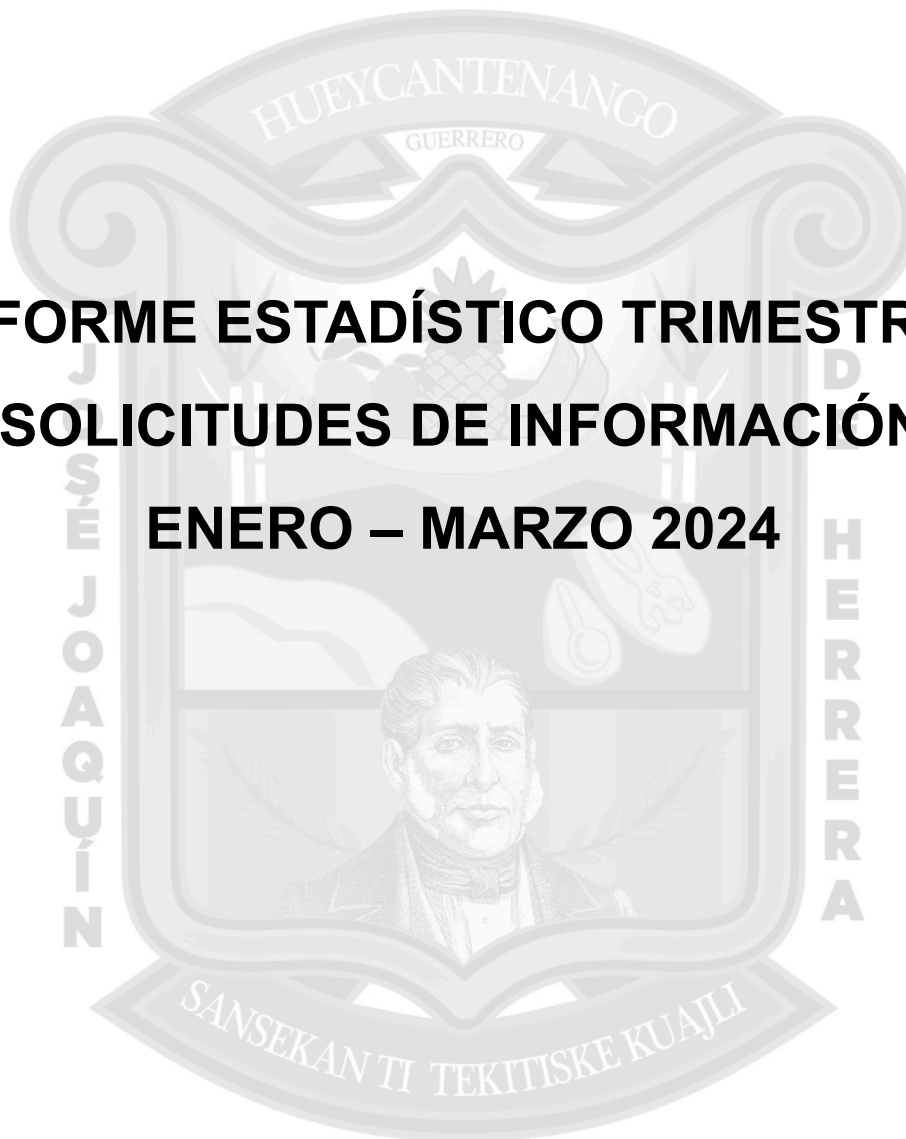 HUEYCANTENANGO
GUERRERO
FORME ESTADÍSTICO TRIMESTR
SOLICITUDES DE INFORMACIÓN
ENERO – MARZO 2024
JOSÉ JOAQUÍN
DE HERRERA
SANSEKAN TI TEKITISKE KUAJLI